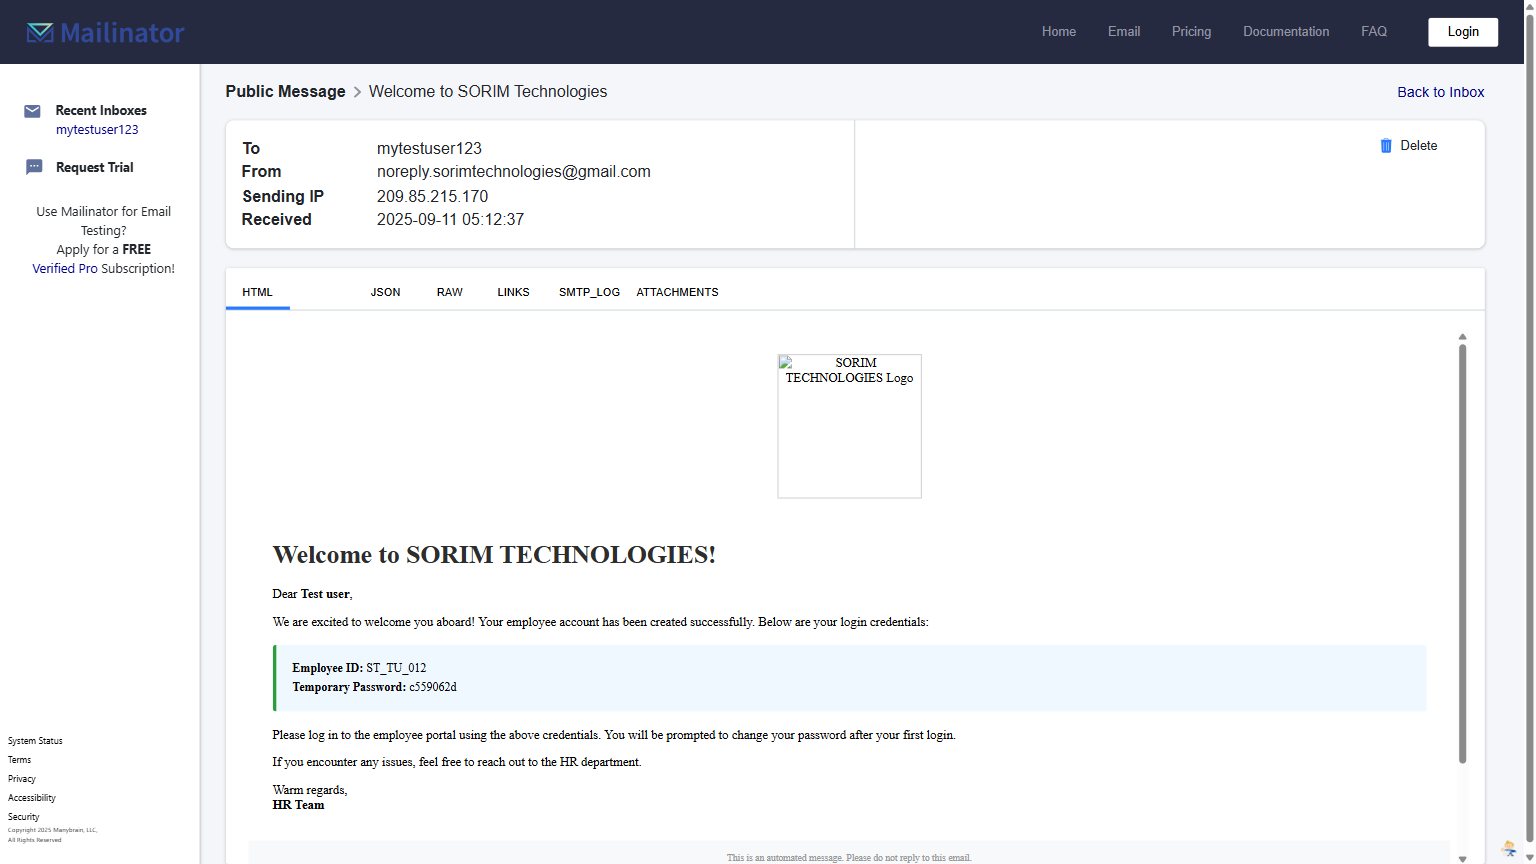 Mailinator
Home
Email
Pricing
Documentation
FAQ
Login
Recent Inboxes
mytestuser123
Request Trial
Use Mailinator for Email
Testing?
Apply for a FREE
Verified Pro Subscription!
System Status
Terms
Privacy
Accessibility
Security
Copyright 2025 Manybrain, LLC,
All Rights Reserved
Public Message > Welcome to SORIM Technologies
Back to Inbox
To mytestuser123
From noreply.sorimtechnologies@gmail.com
Sending IP 209.85.215.170
Received 2025-09-11 05:12:37
Delete
HTML
JSON
RAW
LINKS
SMTP_LOG
ATTACHMENTS
SORIM
TECHNOLOGIES Logo
Welcome to SORIM TECHNOLOGIES!
Dear Test user,
We are excited to welcome you aboard! Your employee account has been created successfully. Below are your login credentials:
Employee ID: ST_TU_012
Temporary Password: c559062d
Please log in to the employee portal using the above credentials. You will be prompted to change your password after your first login.
If you encounter any issues, feel free to reach out to the HR department.
Warm regards,
HR Team
This is an automated message. Please do not reply to this email.